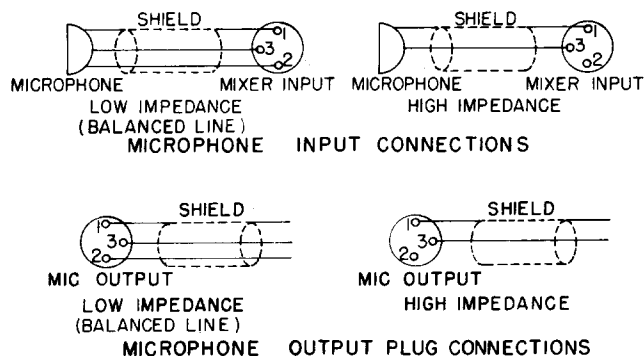 SHIELD SHIELD
1 1
3 3
2 2
MICROPHONE MIXER INPUT MICROPHONE MIXER INPUT
LOW IMPEDANCE HIGH IMPEDANCE
(BALANCED LINE)
MICROPHONE INPUT CONNECTIONS
SHIELD SHIELD
1 1
3 3
2 2
MIC OUTPUT MIC OUTPUT
LOW IMPEDANCE HIGH IMPEDANCE
(BALANCED LINE)
MICROPHONE OUTPUT PLUG CONNECTIONS